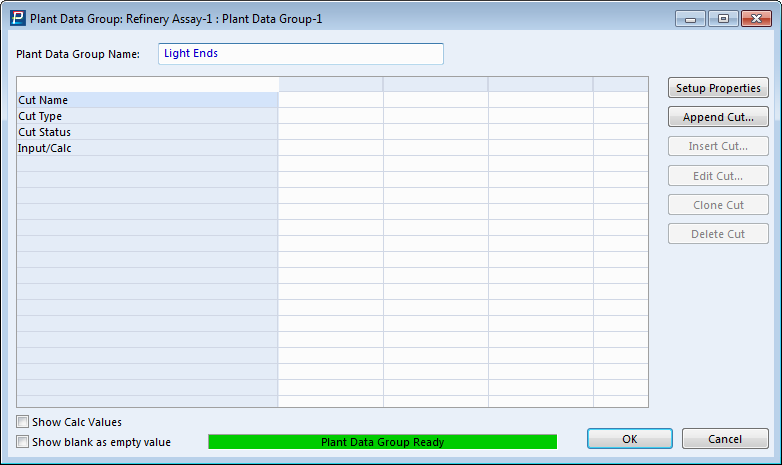 Plant Data Group: Refinery Assay-1 : Plant Data Group-1
Plant Data Group Name: Light Ends
Setup Properties
Cut Name
Cut Type
Append Cut...
Cut Status
Input/Calc
Insert Cut...
Edit Cut...
Clone Cut
Delete Cut
Show Calc Values
Show blank as empty value
Plant Data Group Ready
OK
Cancel